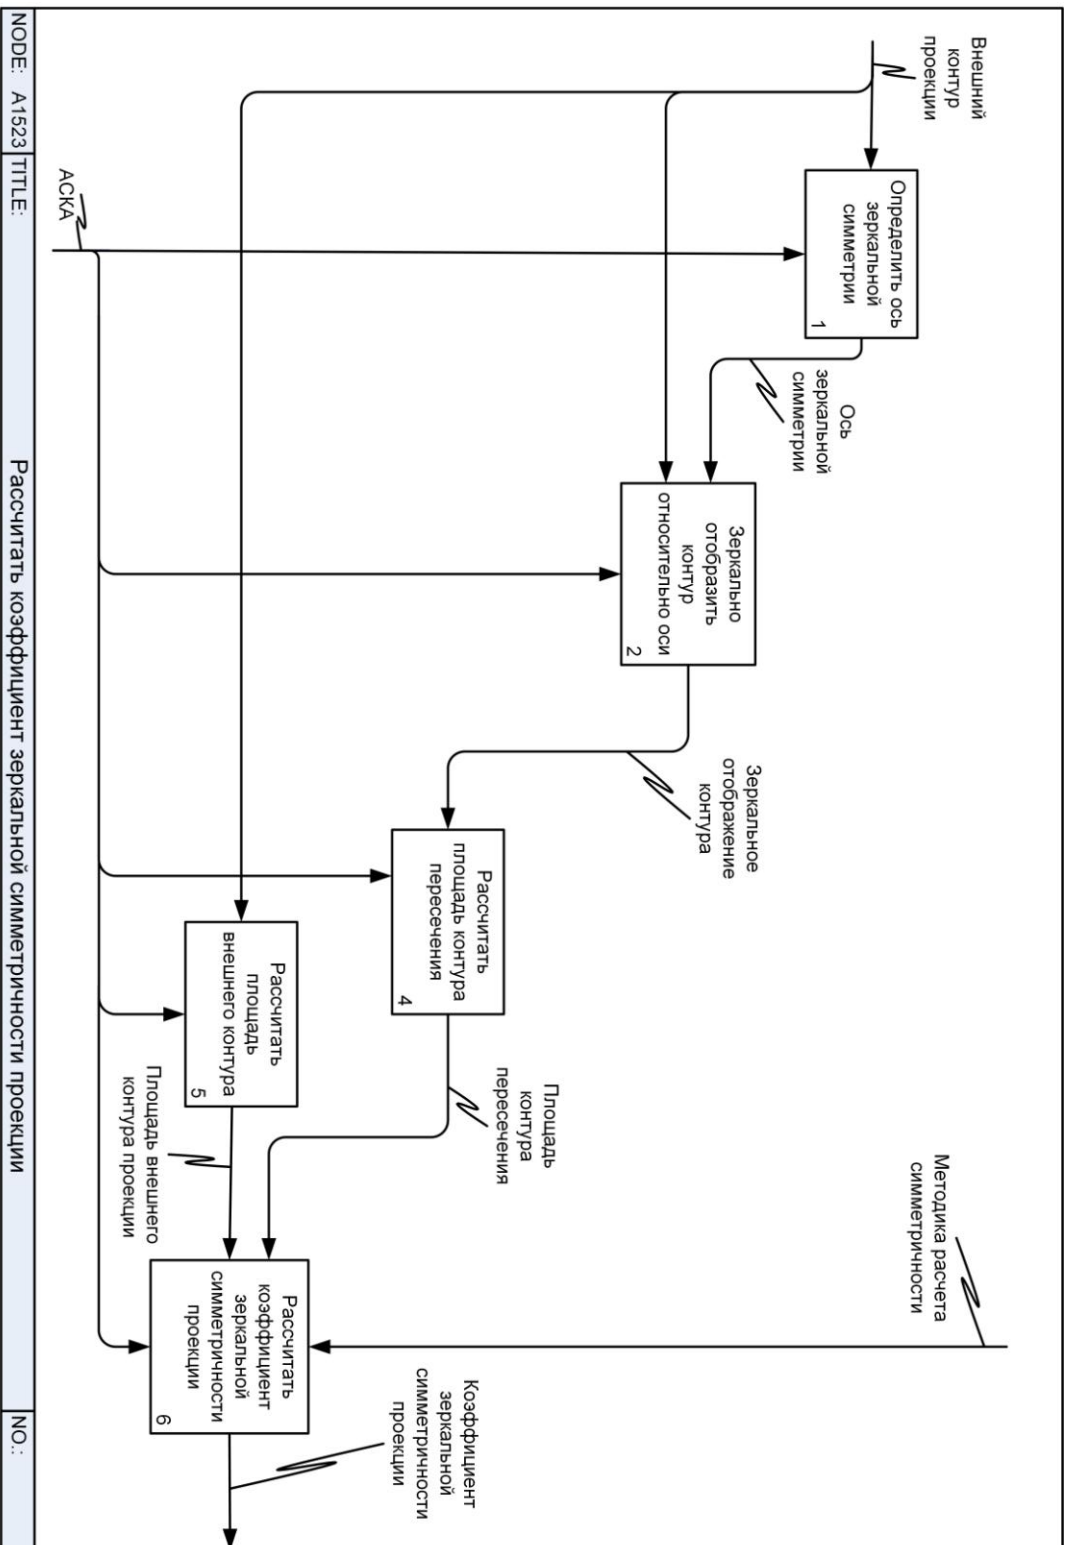 Внешний
контур
проекции
Определить ось
зеркальной
симметрии
1
Ось
зеркальной
симметрии
Зеркально
отобразить
контур
относительно оси
2
Зеркальное
отображение
контура
Рассчитать
площадь контура
пересечения
4
Площадь
контура
пересечения
Рассчитать
площадь
внешнего контура
5
Площадь внешнего
контура проекции
Методика расчета
симметричности
Рассчитать
коэффициент
зеркальной
симметричности
проекции
6
Коэффициент
зеркальной
симметричности
проекции
АСКА
NODE: A1523 TITLE: Рассчитать коэффициент зеркальной симметричности проекции NO.: